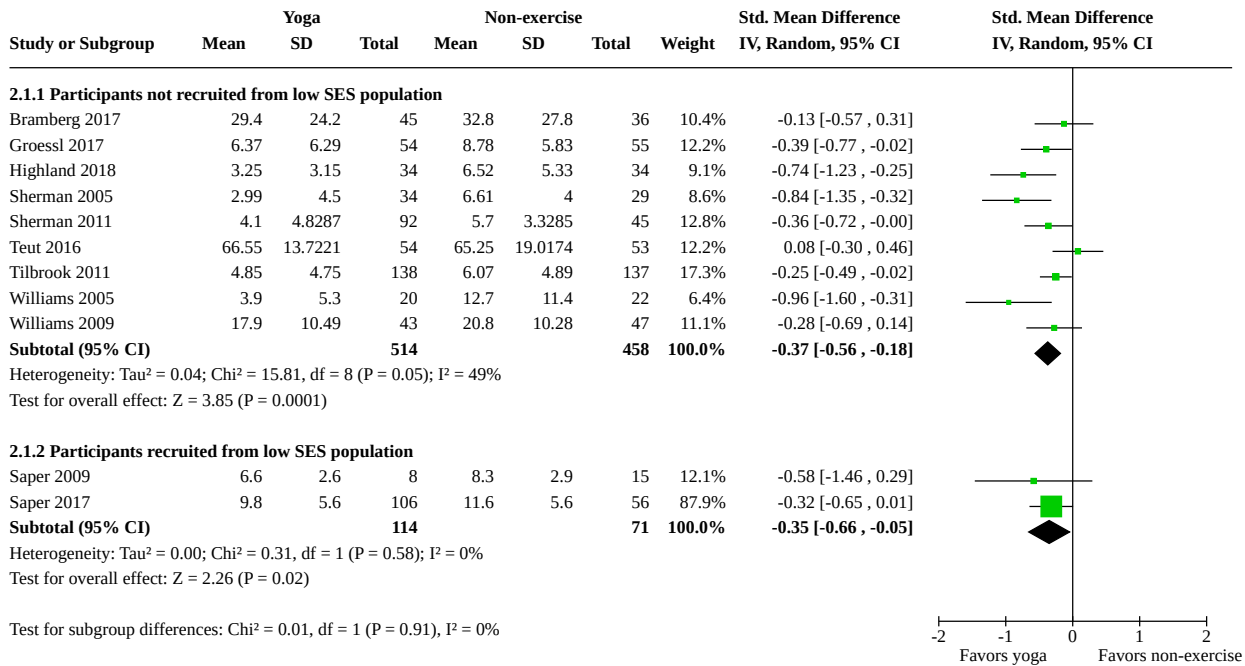 Yoga Non-exercise Std. Mean Difference Std. Mean Difference
Study or Subgroup Mean SD Total Mean SD Total Weight IV, Random, 95% CI IV, Random, 95% CI
2.1.1 Participants not recruited from low SES population
Bramberg 2017 29.4 24.2 45 32.8 27.8 36 10.4% -0.13 [-0.57 , 0.31]
Groessl 2017 6.37 6.29 54 8.78 5.83 55 12.2% -0.39 [-0.77 , -0.02]
Highland 2018 3.25 3.15 34 6.52 5.33 34 9.1% -0.74 [-1.23 , -0.25]
Sherman 2005 2.99 4.5 34 6.61 4 29 8.6% -0.84 [-1.35 , -0.32]
Sherman 2011 4.1 4.8287 92 5.7 3.3285 45 12.8% -0.36 [-0.72 , -0.00]
Teut 2016 66.55 13.7221 54 65.25 19.0174 53 12.2% 0.08 [-0.30 , 0.46]
Tilbrook 2011 4.85 4.75 138 6.07 4.89 137 17.3% -0.25 [-0.49 , -0.02]
Williams 2005 3.9 5.3 20 12.7 11.4 22 6.4% -0.96 [-1.60 , -0.31]
Williams 2009 17.9 10.49 43 20.8 10.28 47 11.1% -0.28 [-0.69 , 0.14]
Subtotal (95% CI) 514 458 100.0% -0.37 [-0.56 , -0.18]
Heterogeneity: Tau² = 0.04; Chi² = 15.81, df = 8 (P = 0.05); I² = 49%
Test for overall effect: Z = 3.85 (P = 0.0001)
2.1.2 Participants recruited from low SES population
Saper 2009 6.6 2.6 8 8.3 2.9 15 12.1% -0.58 [-1.46 , 0.29]
Saper 2017 9.8 5.6 106 11.6 5.6 56 87.9% -0.32 [-0.65 , 0.01]
Subtotal (95% CI) 114 71 100.0% -0.35 [-0.66 , -0.05]
Heterogeneity: Tau² = 0.00; Chi² = 0.31, df = 1 (P = 0.58); I² = 0%
Test for overall effect: Z = 2.26 (P = 0.02)
Test for subgroup differences: Chi² = 0.01, df = 1 (P = 0.91), I² = 0%
-2 -1 0 1 2
Favors yoga Favors non-exercise